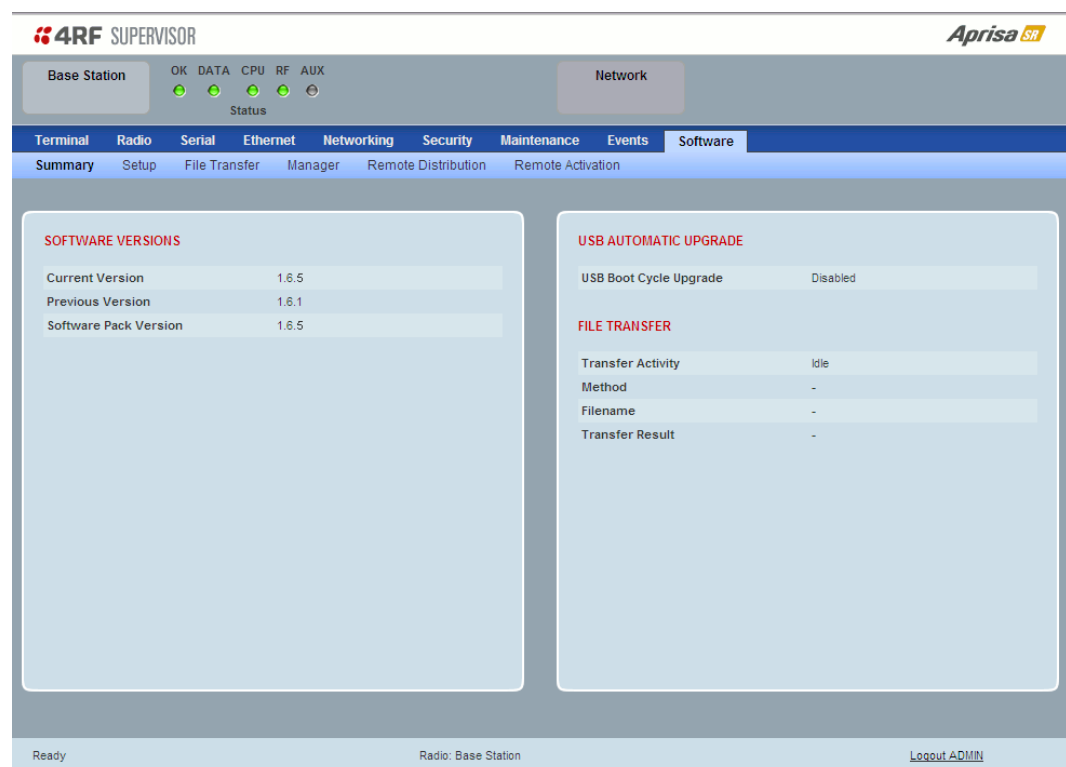 4RF SUPERVISOR
Aprisa SR
Base Station
OK DATA CPU RF AUX
Status
Network
Terminal Radio Serial Ethernet Networking Security Maintenance Events Software
Summary Setup File Transfer Manager Remote Distribution Remote Activation
SOFTWARE VERSIONS
Current Version 1.6.5
Previous Version 1.6.1
Software Pack Version 1.6.5
USB AUTOMATIC UPGRADE
USB Boot Cycle Upgrade Disabled
FILE TRANSFER
Transfer Activity Idle
Method -
Filename -
Transfer Result -
Ready Radio: Base Station Logout ADMIN